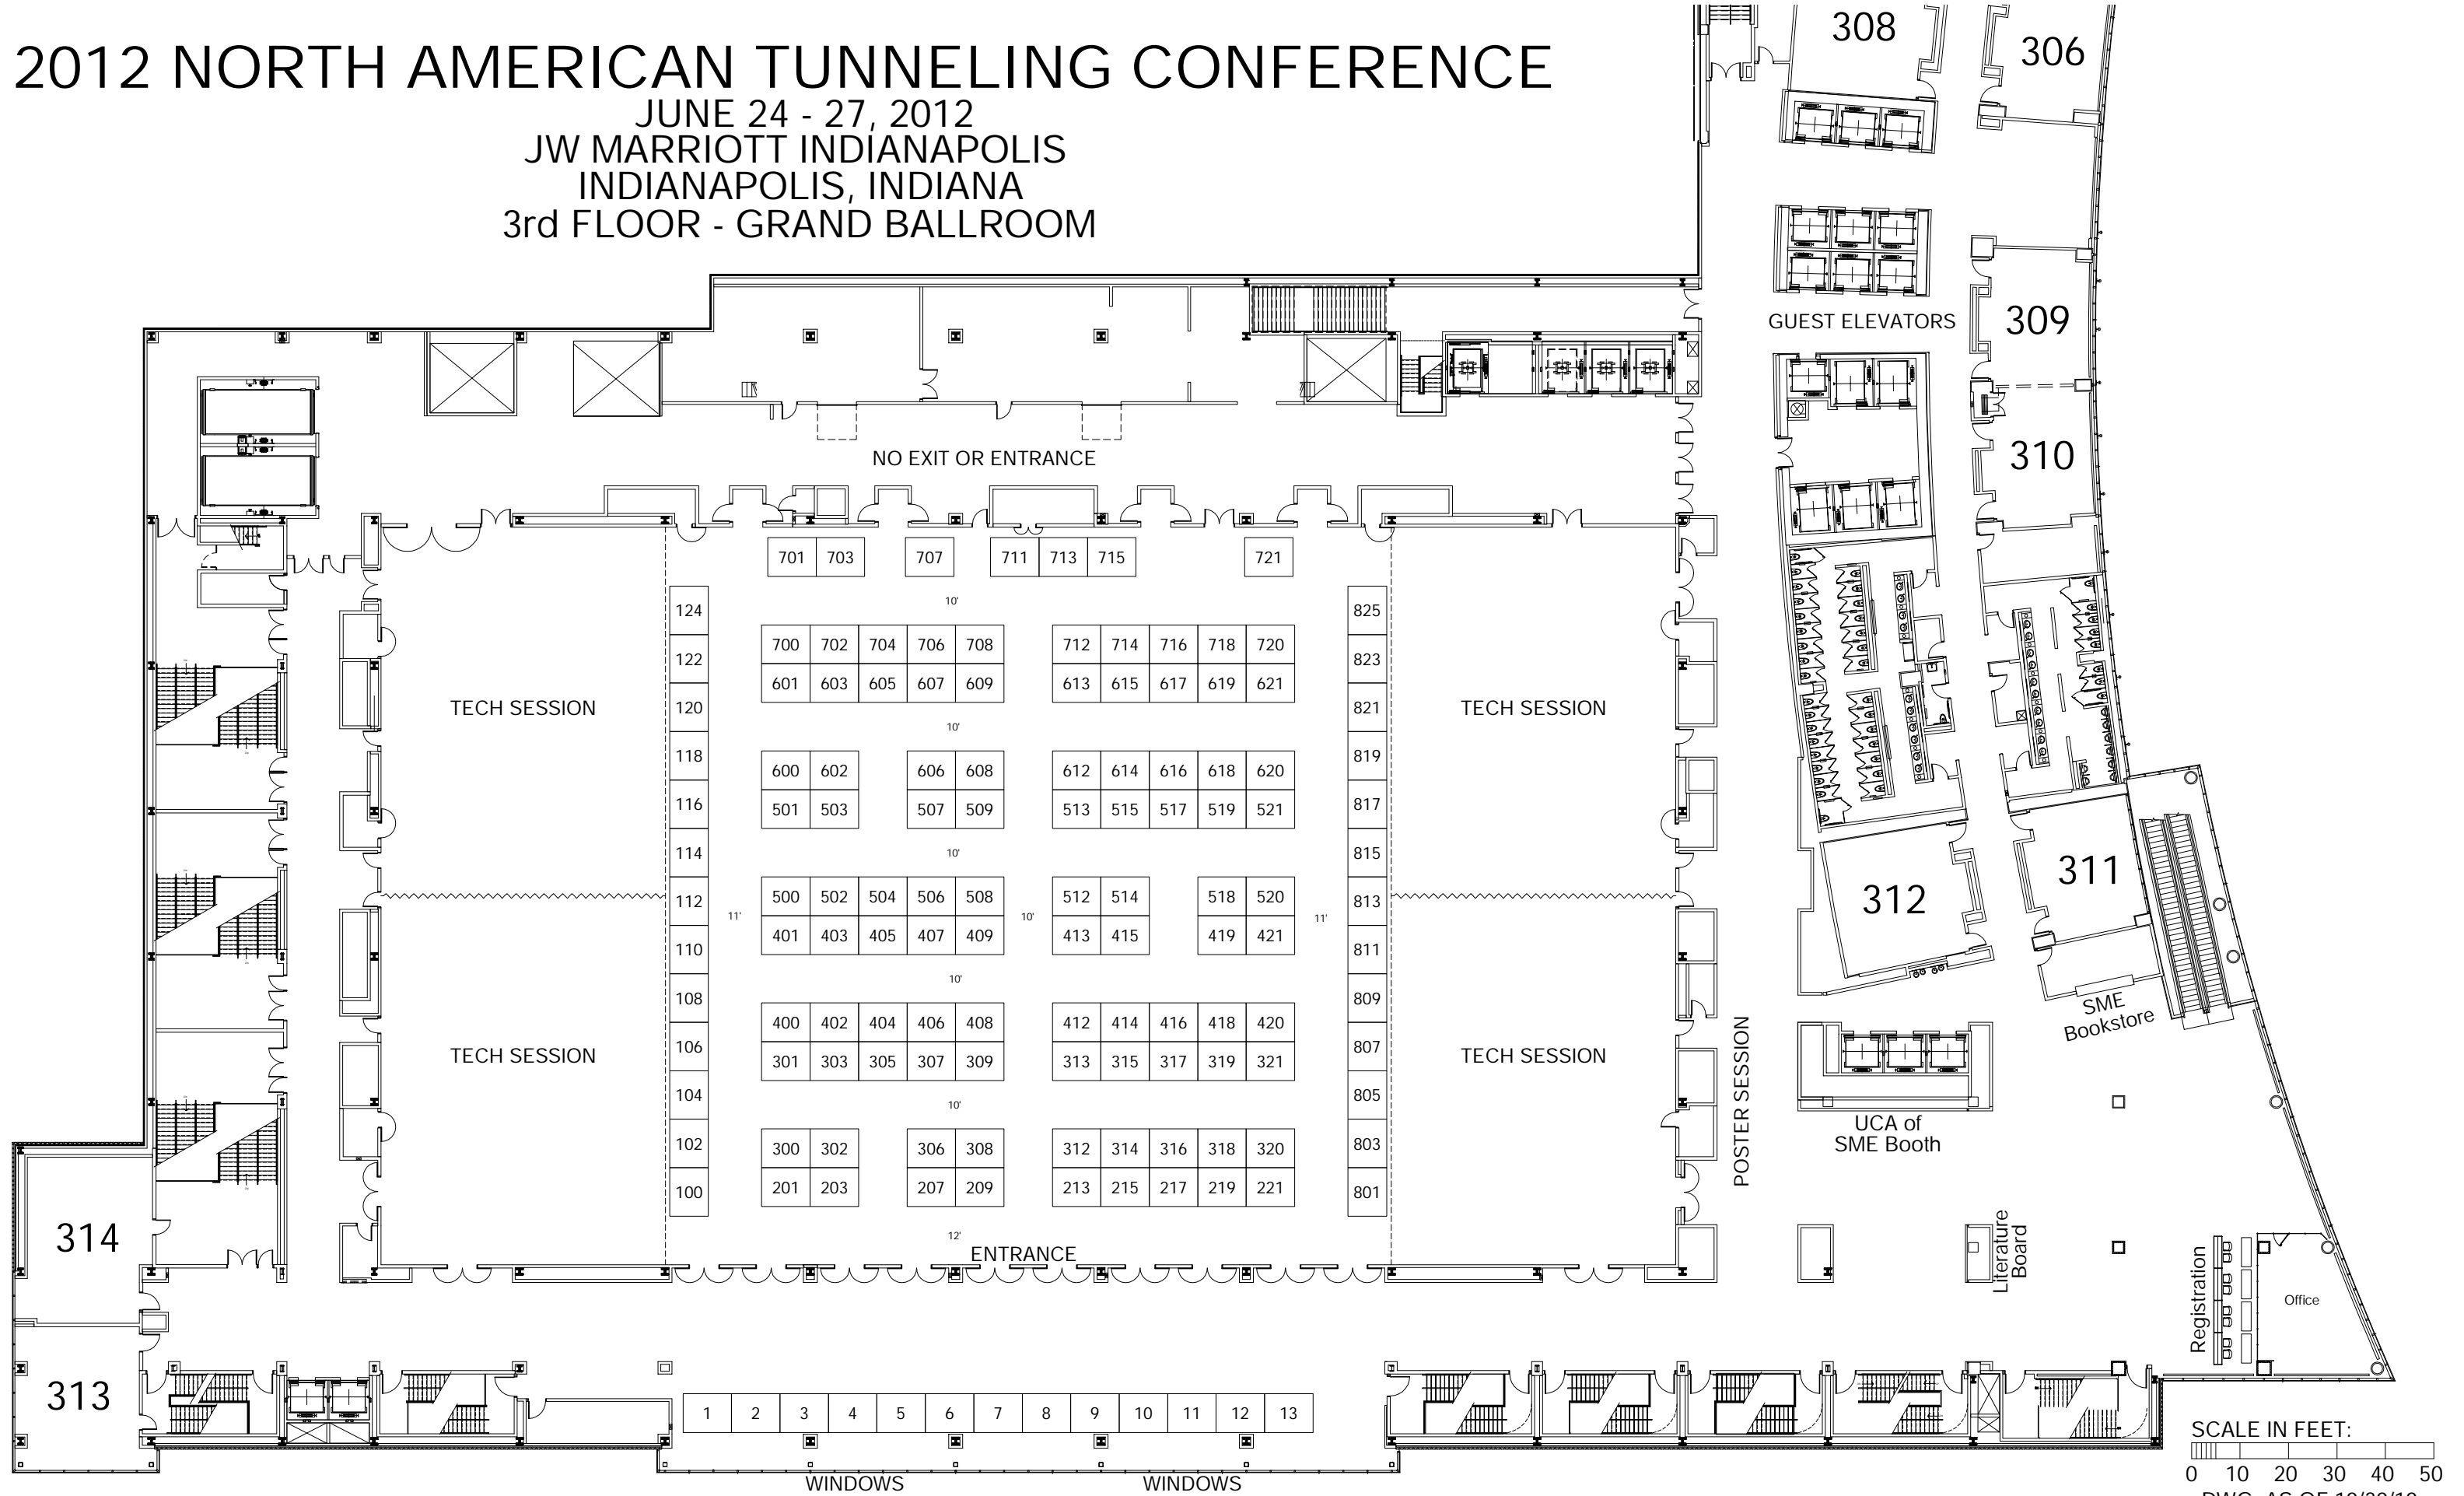 2012 NORTH AMERICAN TUNNELING CONFERENCE
JUNE 24 - 27, 2012
JW MARRIOTT INDIANAPOLIS
INDIANAPOLIS, INDIANA
3rd FLOOR - GRAND BALLROOM
308
306
GUEST ELEVATORS
309
310
NO EXIT OR ENTRANCE
701 703 707 711 713 715 721
10'
124 825
700 702 704 706 708 712 714 716 718 720
122 823
601 603 605 607 609 613 615 617 619 621
TECH SESSION 120 821 TECH SESSION
10'
118 819
600 602 606 608 612 614 616 618 620
116 817
501 503 507 509 513 515 517 519 521
114 10' 815
311
312
500 502 504 506 508 512 514 518 520
112 813
11' 10' 11'
401 403 405 407 409 413 415 419 421
110 811
10'
108 809
SME
Bookstore
400 402 404 406 408 412 414 416 418 420
106 807
TECH SESSION TECH SESSION
301 303 305 307 309 313 315 317 319 321
104 805
10'
POSTER SESSION
UCA of
SME Booth
102 803
300 302 306 308 312 314 316 318 320
201 203 207 209 213 215 217 219 221
100 801
314
12'
ENTRANCE
Literature
Board
Registration
Office
313
1 2 3 4 5 6 7 8 9 10 11 12 13
WINDOWS WINDOWS
SCALE IN FEET:
0 10 20 30 40 50